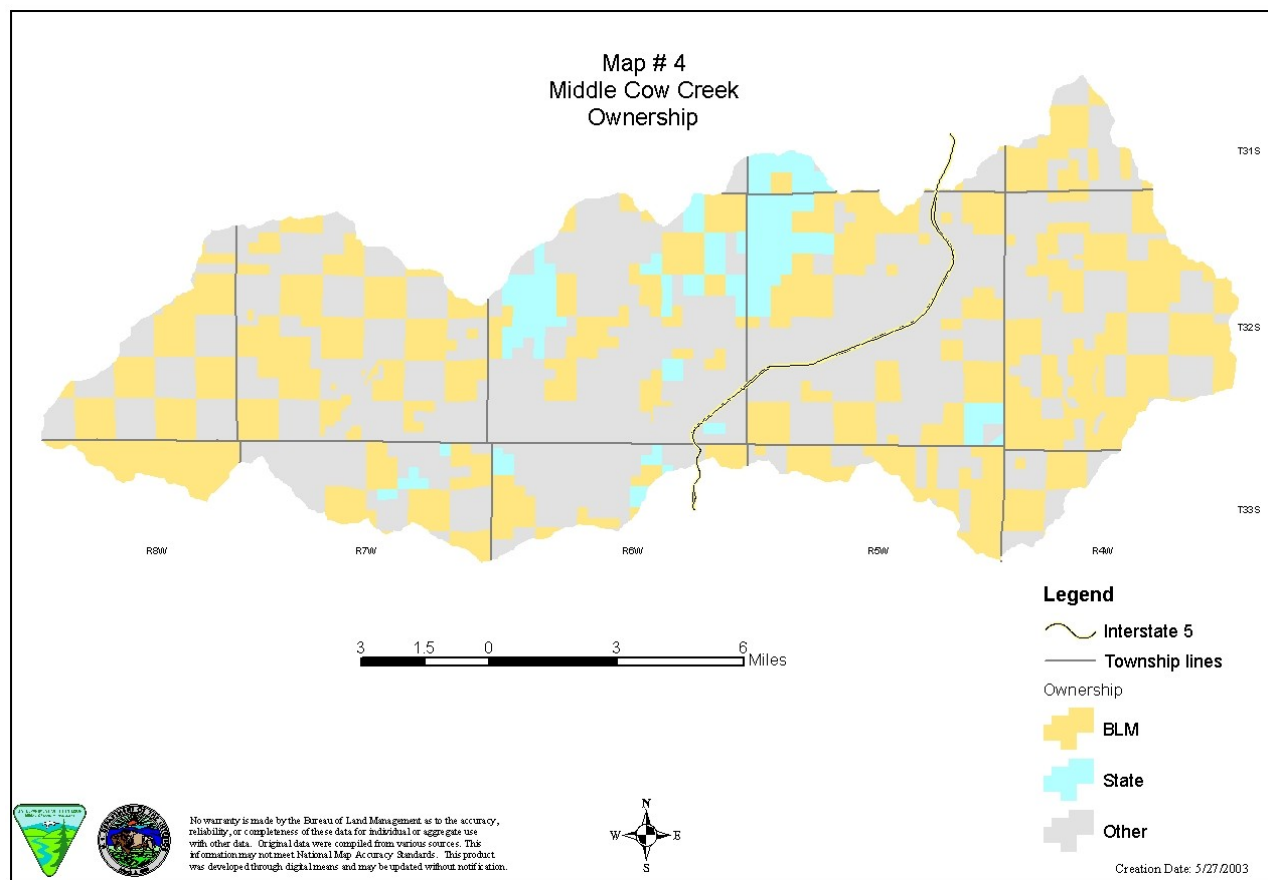 Map # 4
Middle Cow Creek
Ownership
T31S
T32S
T33S
R8W
R7W
R6W
R5W
R4W
3 1.5 0 3 6
Miles
Legend
Interstate 5
Township lines
Ownership
BLM
State
Other
No warranty is made by the Bureau of Land Management as to the accuracy,
reliability, or completeness of these data for individual or aggregate use
with other data. Original data were compiled from various sources. This
information may not meet National Map Accuracy Standards. This product
was developed through digital means and may be updated without notification.
N
W E
S
Creation Date: 5/27/2003